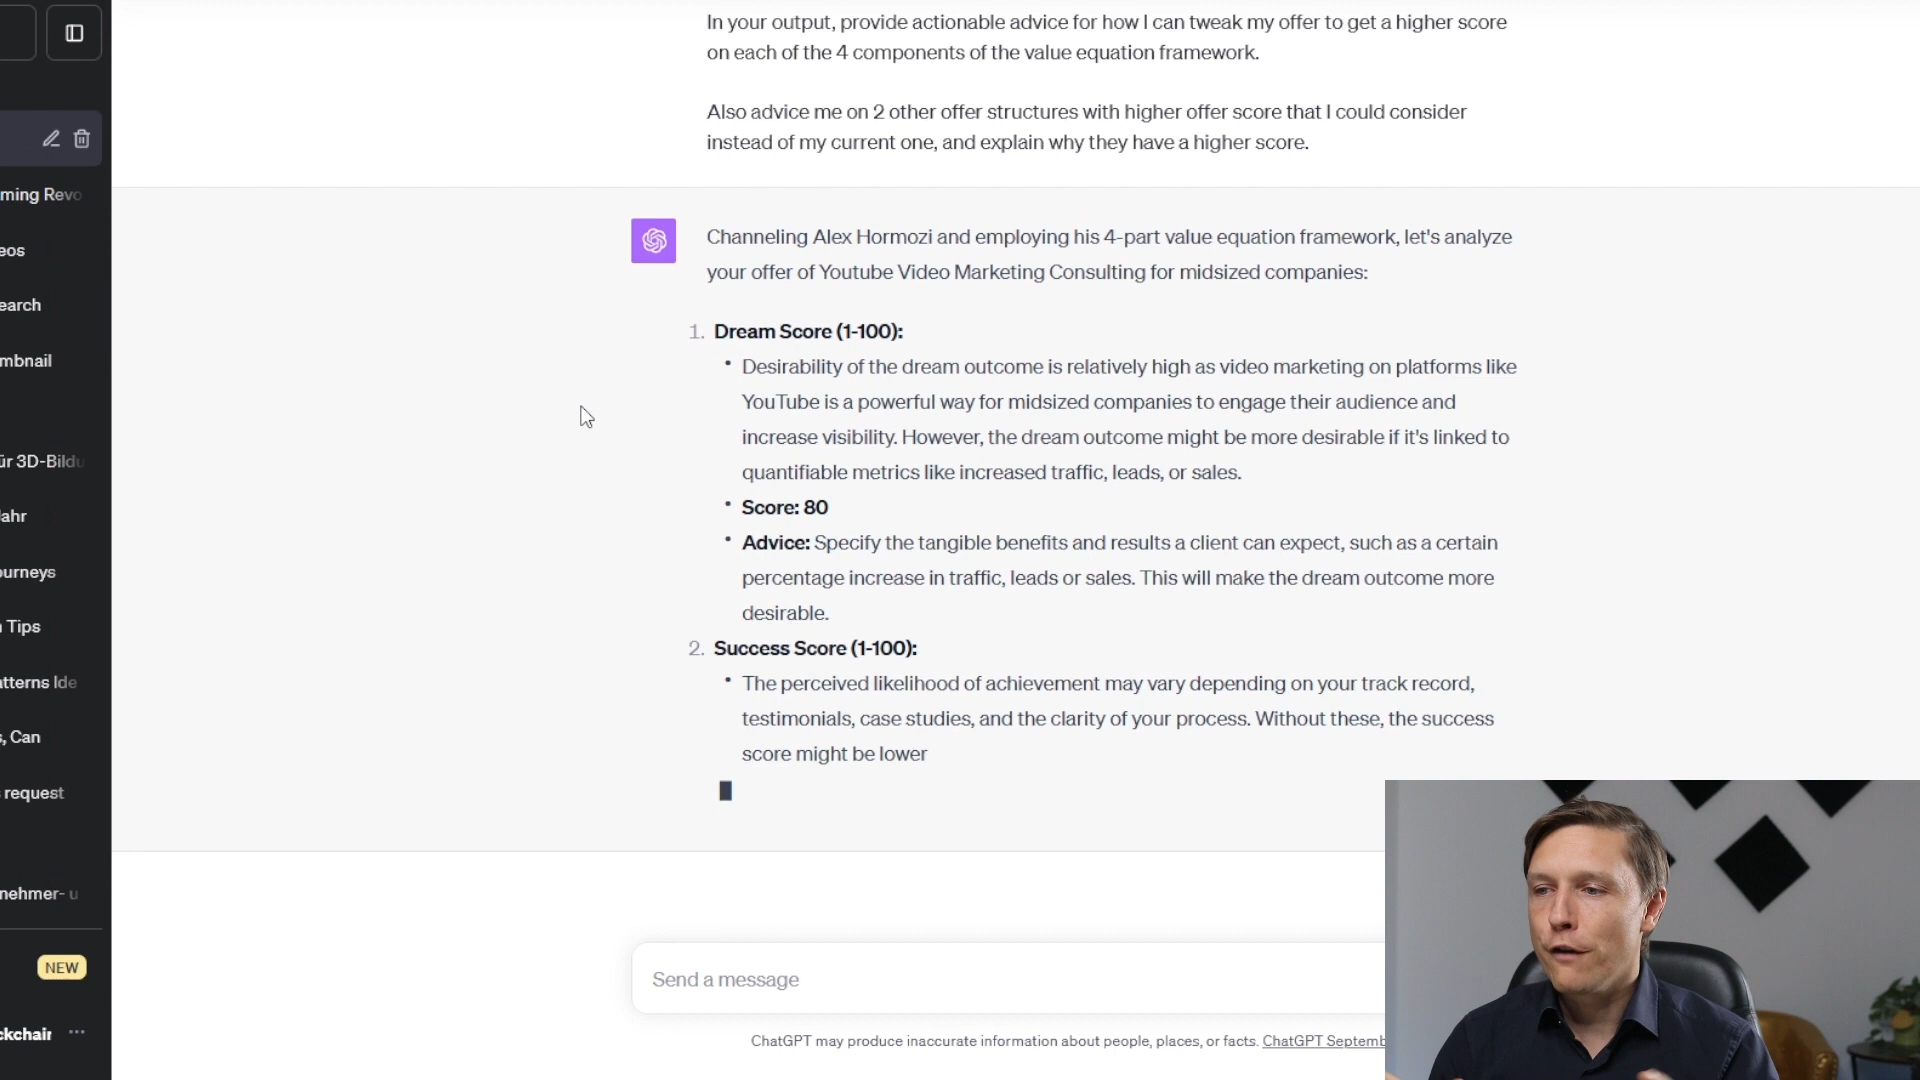 In your output, provide actionable advice for how I can tweak my offer to get a higher score
on each of the 4 components of the value equation framework.
Also advice me on 2 other offer structures with higher offer score that I could consider
instead of my current one, and explain why they have a higher score.
ming Revo
eos
earch
mbnail
ür 3D-Bildu
Jahr
ourneys
Tips
atterns Ide
s, Can
request
nehmer- u
NEW
ckchair
Channeling Alex Hormozi and employing his 4-part value equation framework, let's analyze
your offer of Youtube Video Marketing Consulting for midsized companies:
1. Dream Score (1-100):
• Desirability of the dream outcome is relatively high as video marketing on platforms like
YouTube is a powerful way for midsized companies to engage their audience and
increase visibility. However, the dream outcome might be more desirable if it's linked to
quantifiable metrics like increased traffic, leads, or sales.
• Score: 80
• Advice: Specify the tangible benefits and results a client can expect, such as a certain
percentage increase in traffic, leads or sales. This will make the dream outcome more
desirable.
2. Success Score (1-100):
• The perceived likelihood of achievement may vary depending on your track record,
testimonials, case studies, and the clarity of your process. Without these, the success
score might be lower
Send a message
ChatGPT may produce inaccurate information about people, places, or facts. ChatGPT Septemb